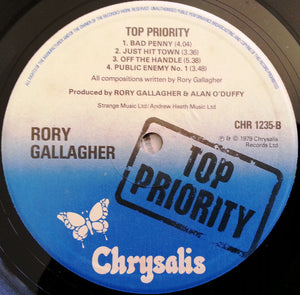 TOP PRIORITY
1. BAD PENNY (4.04)
2. JUST HIT TOWN (3.36)
3. OFF THE HANDLE (5.38)
4. PUBLIC ENEMY No. 1 (3.48)
All compositions written by Rory Gallagher
Produced by RORY GALLAGHER & ALAN O'DUFFY
Strange Music Ltd/Andrew Heath Music Ltd
RORY
GALLAGHER
CHR 1235-B
℗ & © 1979 Chrysalis
Records Ltd
TOP
PRIORITY
Chrysalis